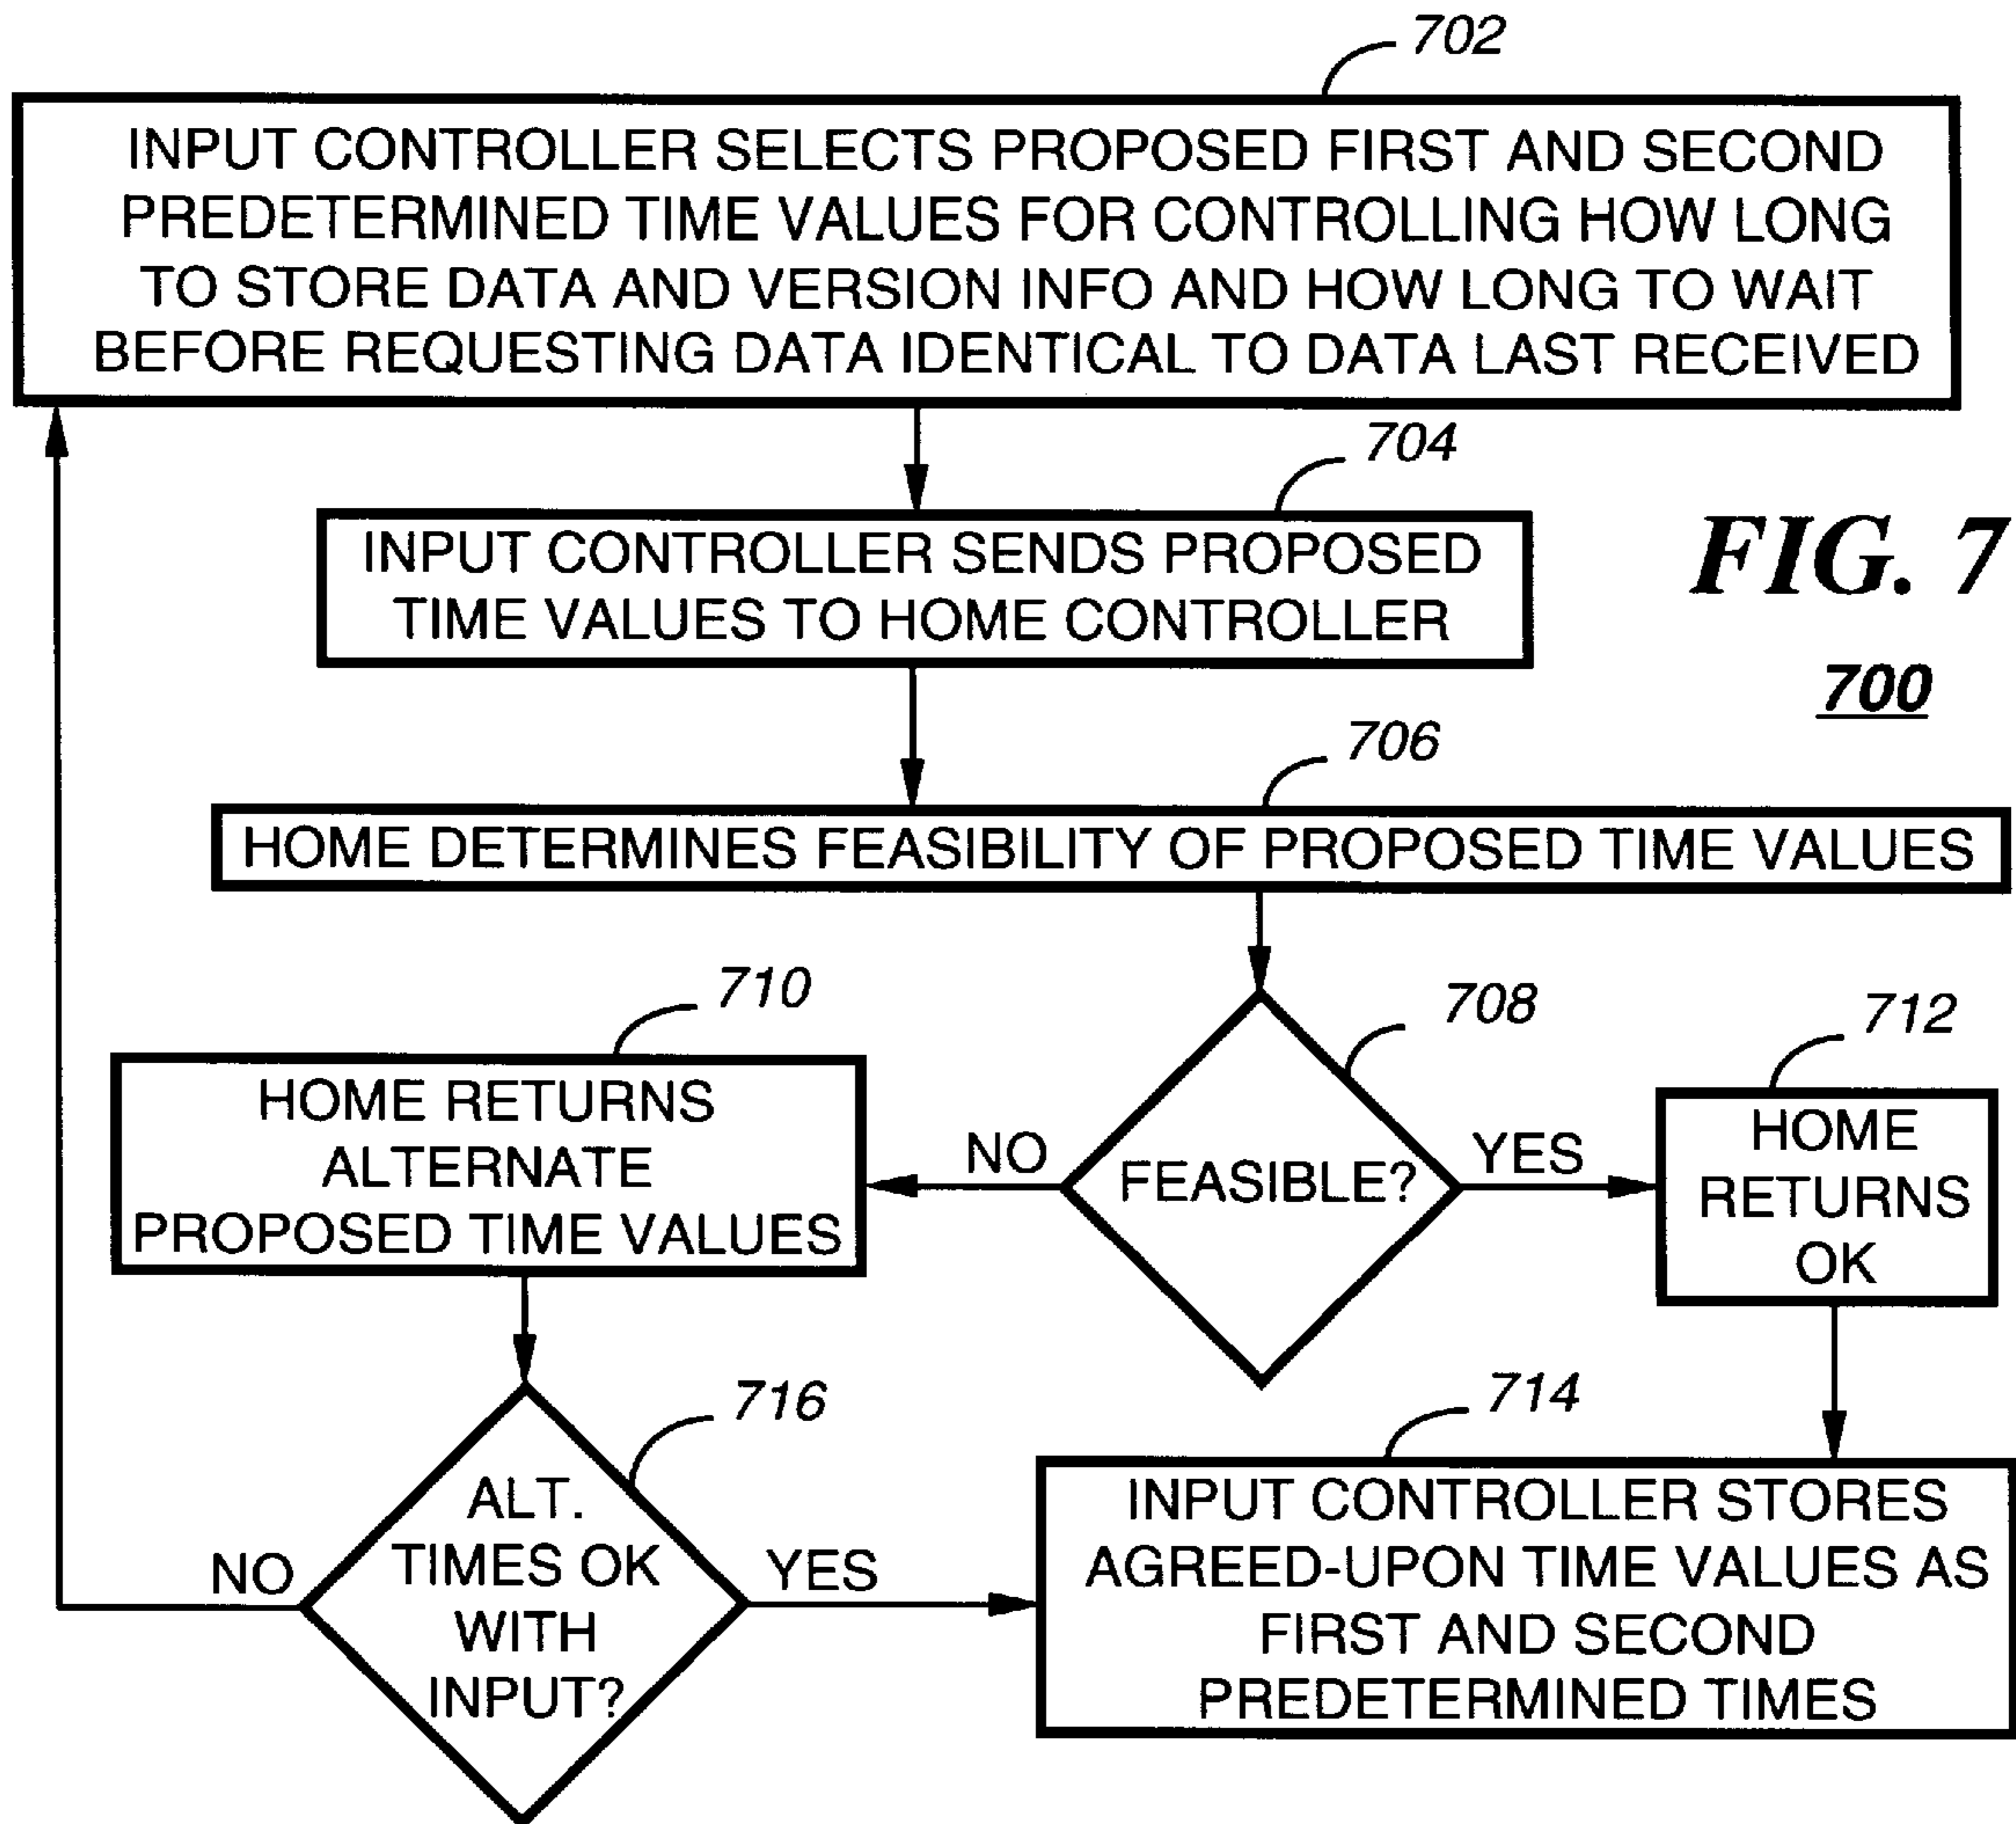 702
INPUT CONTROLLER SELECTS PROPOSED FIRST AND SECOND
PREDETERMINED TIME VALUES FOR CONTROLLING HOW LONG
TO STORE DATA AND VERSION INFO AND HOW LONG TO WAIT
BEFORE REQUESTING DATA IDENTICAL TO DATA LAST RECEIVED
704
INPUT CONTROLLER SENDS PROPOSED
TIME VALUES TO HOME CONTROLLER
FIG. 7
700
706
HOME DETERMINES FEASIBILITY OF PROPOSED TIME VALUES
708
FEASIBLE?
NO
YES
710
HOME RETURNS
ALTERNATE
PROPOSED TIME VALUES
712
HOME
RETURNS
OK
716
ALT.
TIMES OK
WITH
INPUT?
NO
YES
714
INPUT CONTROLLER STORES
AGREED-UPON TIME VALUES AS
FIRST AND SECOND
PREDETERMINED TIMES